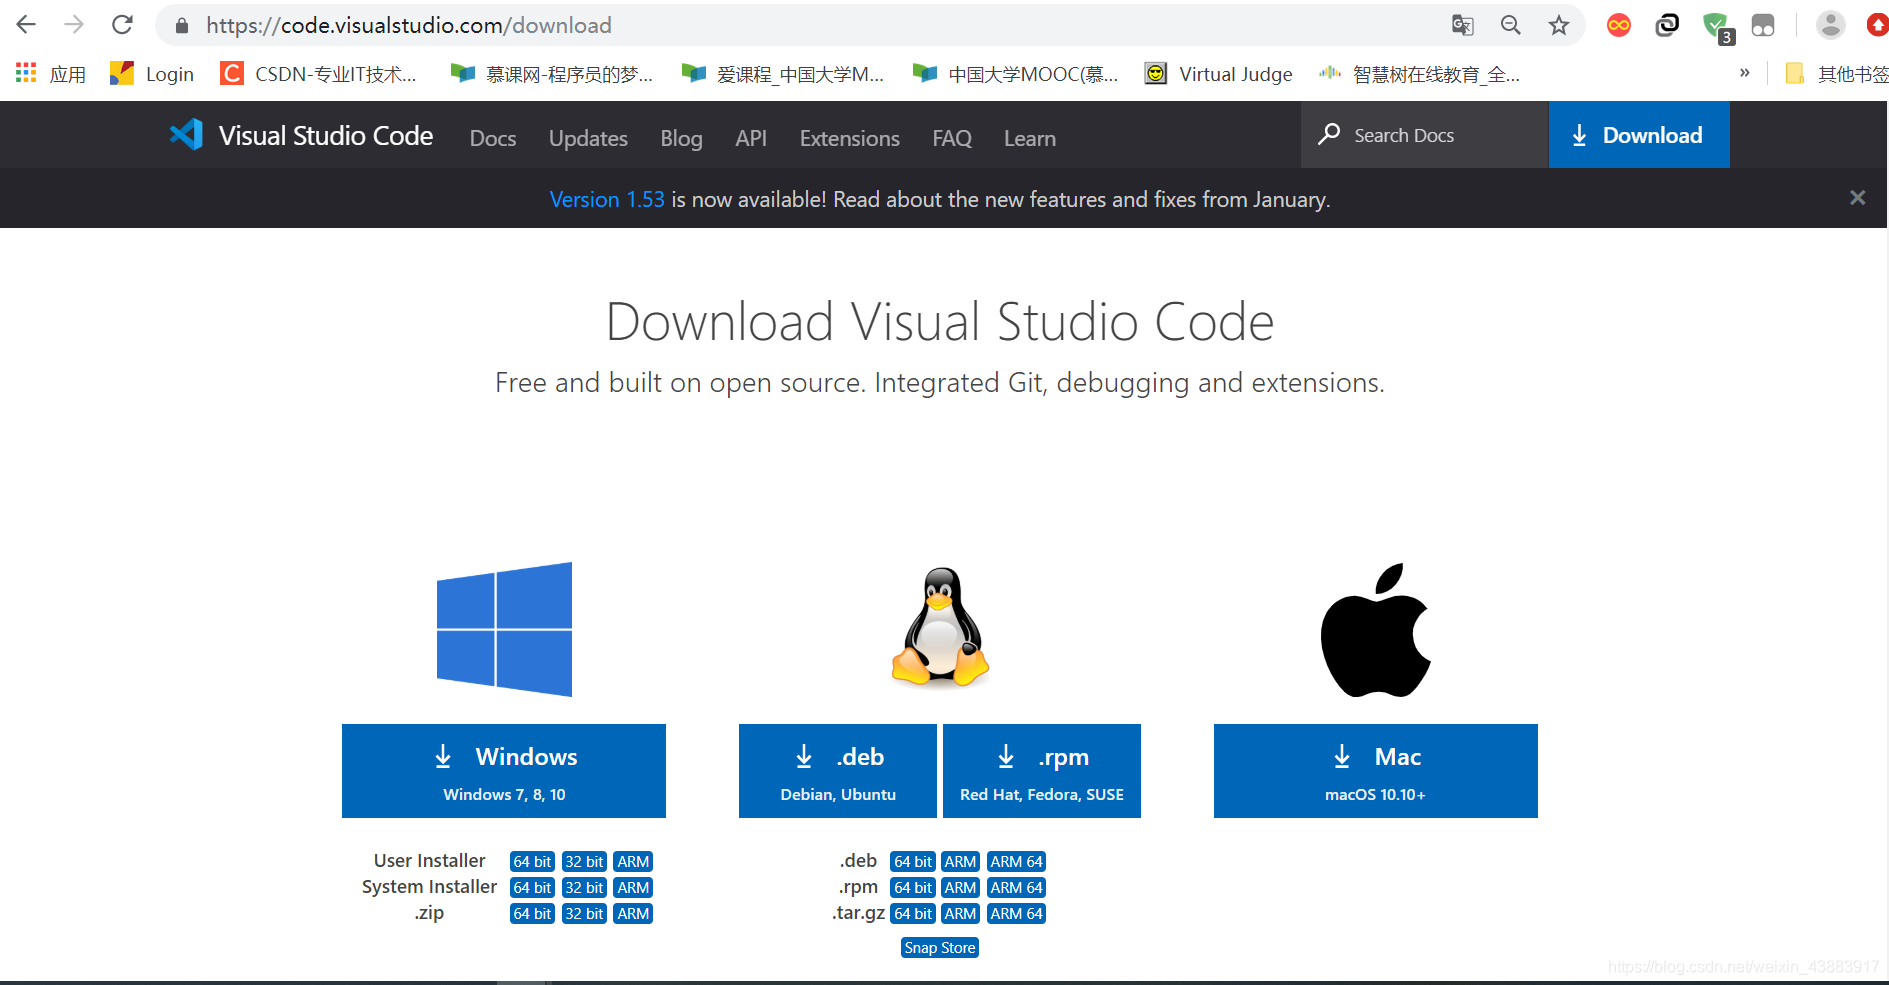 https://code.visualstudio.com/download
3
应用 Login CSDN-专业IT技术... 慕课网-程序员的梦... 爱课程_中国大学M... 中国大学MOOC(慕... Virtual Judge 智慧树在线教育_全... » 其他书签
Visual Studio Code Docs Updates Blog API Extensions FAQ Learn Search Docs Download
Version 1.53 is now available! Read about the new features and fixes from January.
Download Visual Studio Code
Free and built on open source. Integrated Git, debugging and extensions.
Windows
Windows 7, 8, 10
.deb
Debian, Ubuntu
.rpm
Red Hat, Fedora, SUSE
Mac
macOS 10.10+
User Installer 64 bit 32 bit ARM
System Installer 64 bit 32 bit ARM
.zip 64 bit 32 bit ARM
.deb 64 bit ARM ARM 64
.rpm 64 bit ARM ARM 64
.tar.gz 64 bit ARM ARM 64
Snap Store
https://blog.csdn.net/weixin_43883917